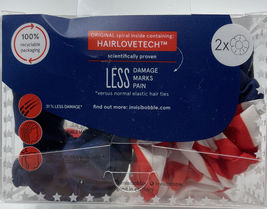 ORIGINAL spiral inside containing:
HAIRLOVETECH™
scientifically proven
100%
recyclable
packaging
2x
LESS DAMAGE
MARKS
PAIN
*versus normal elastic hair ties
31% LESS DAMAGE*
find out more: invisibobble.com